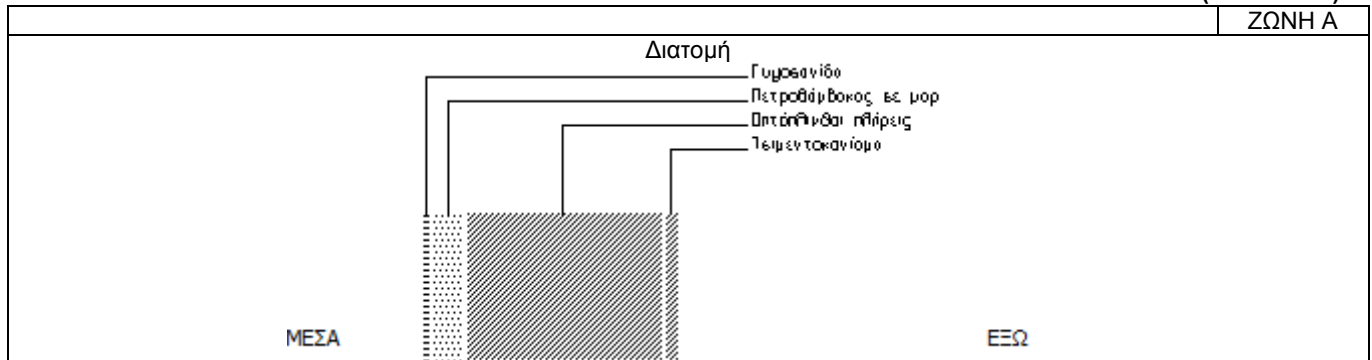 ΖΩΝΗ Α
Διατομή
Γυψοσανίδα
Πετροβάμβακας σε μορ
Οπτόπλινθοι πλήρεις
Τσιμεντοκονίαμα
ΜΕΣΑ
ΕΞΩ